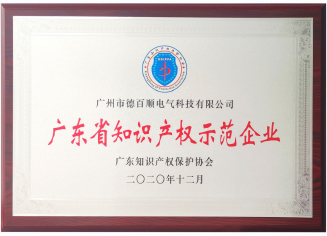 广州市德百顺电气科技有限公司
广东省知识产权示范企业
广东知识产权保护协会
二〇二〇年十二月